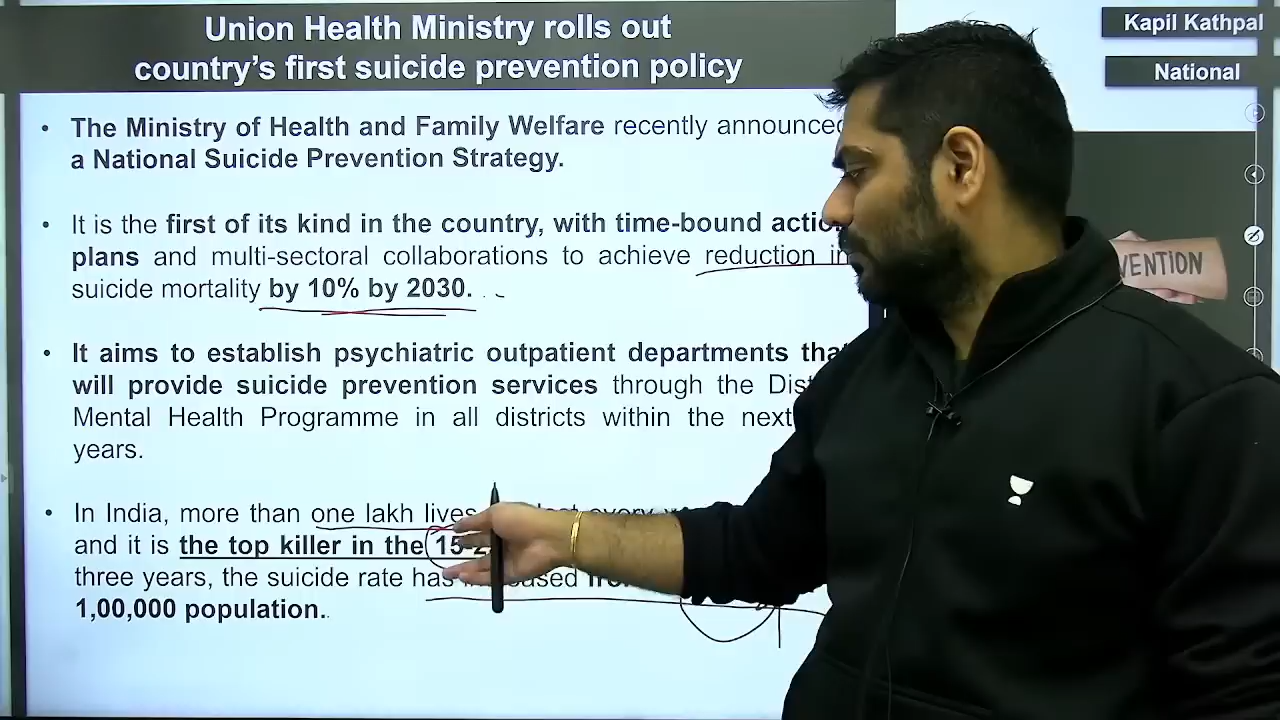 Union Health Ministry rolls out
country's first suicide prevention policy
Kapil Kathpal
National
• The Ministry of Health and Family Welfare recently announced
a National Suicide Prevention Strategy.
• It is the first of its kind in the country, with time-bound action
plans and multi-sectoral collaborations to achieve reduction in
suicide mortality by 10% by 2030.
VENTION
• It aims to establish psychiatric outpatient departments that
will provide suicide prevention services through the
Mental Health Programme in all districts within the next
years.
• In India, more than one lakh lives every
and it is the top killer in the 15-2
three years, the suicide rate has
1,00,000 population.